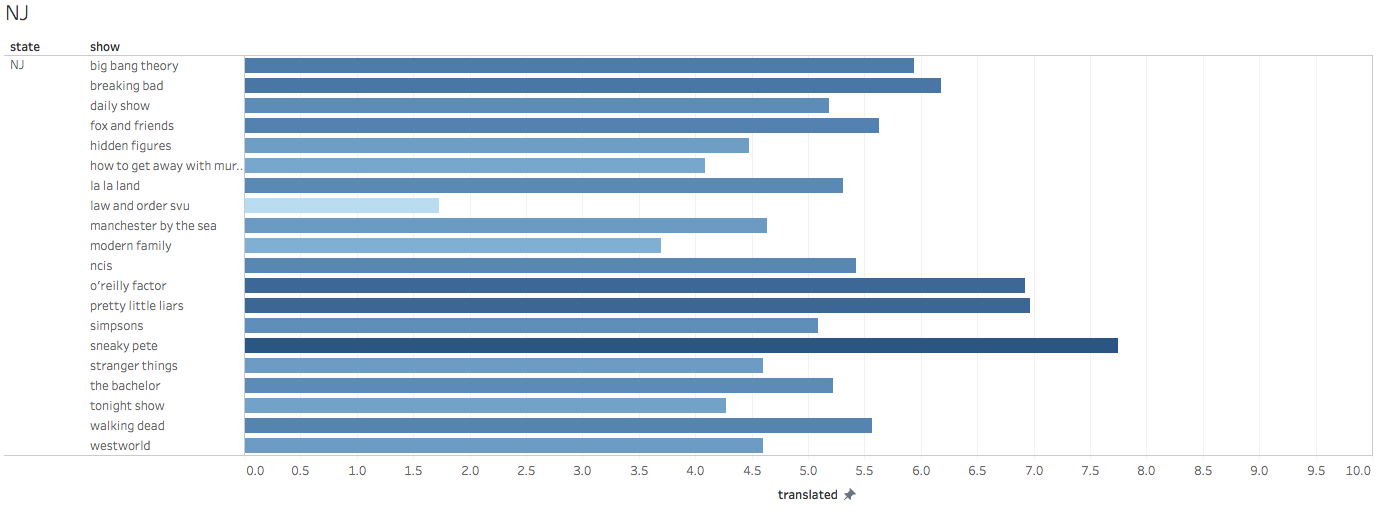 NJ
state show
NJ big bang theory
breaking bad
daily show
fox and friends
hidden figures
how to get away with mur..
la la land
law and order svu
manchester by the sea
modern family
ncis
o'reilly factor
pretty little liars
simpsons
sneaky pete
stranger things
the bachelor
tonight show
walking dead
westworld
0.0 0.5 1.0 1.5 2.0 2.5 3.0 3.5 4.0 4.5 5.0 5.5 6.0 6.5 7.0 7.5 8.0 8.5 9.0 9.5 10.0
translated